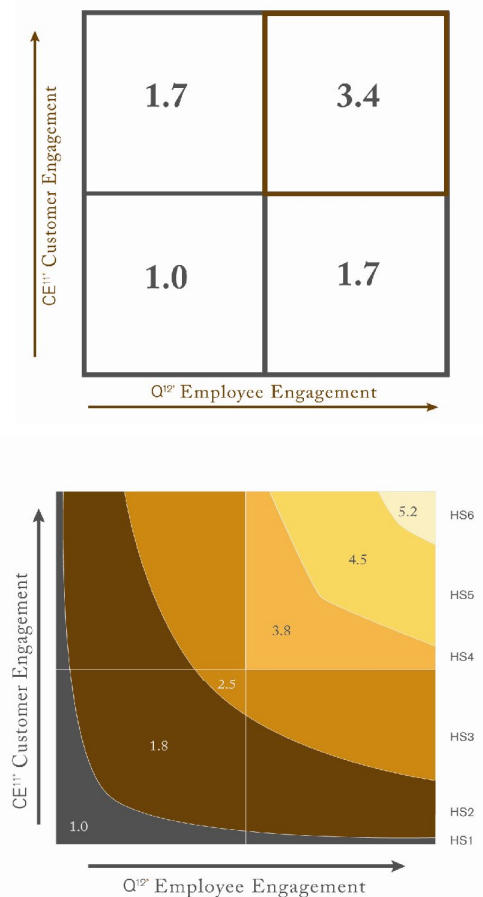 1.7
3.4
1.0
1.7
CE¹¹' Customer Engagement
Q¹²' Employee Engagement
5.2
HS6
4.5
HS5
3.8
HS4
2.5
HS3
1.8
HS2
1.0
HS1
CE¹¹' Customer Engagement
Q¹²' Employee Engagement